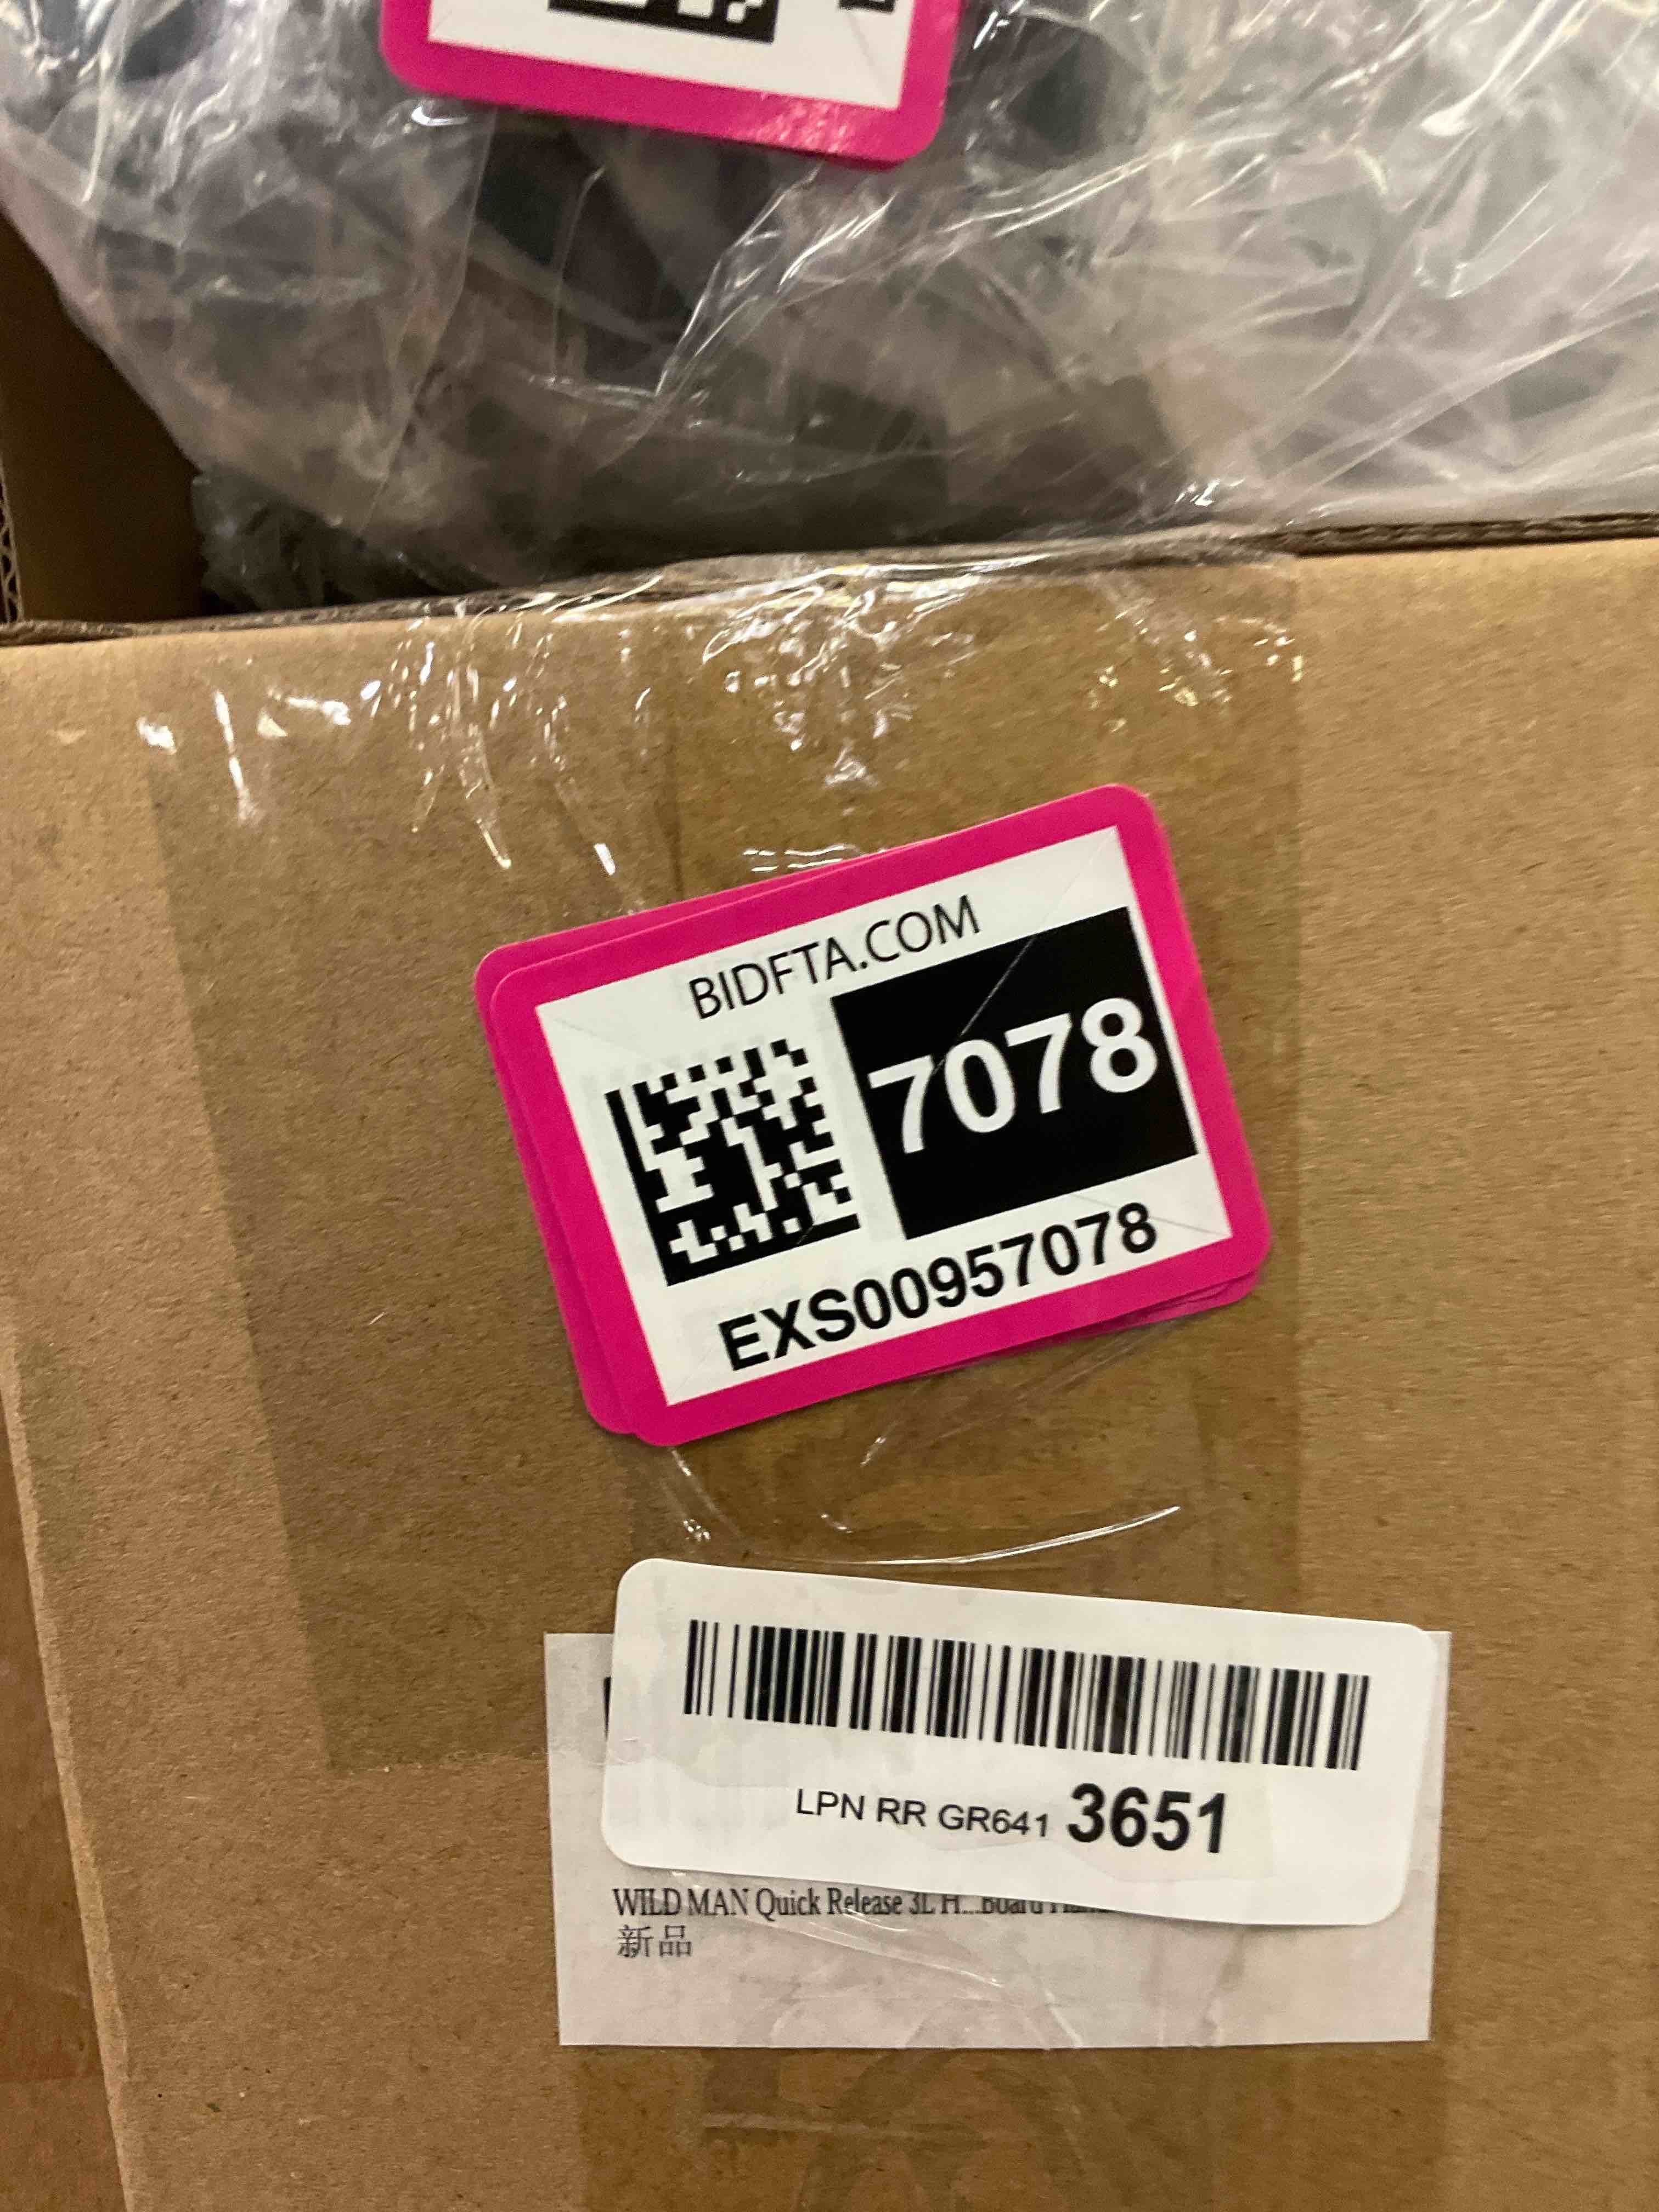 BIDFTA.COM
7078
EXS00957078
LPN RR GR641 3651
WILD MAN Quick Release 3L H...Board
新品